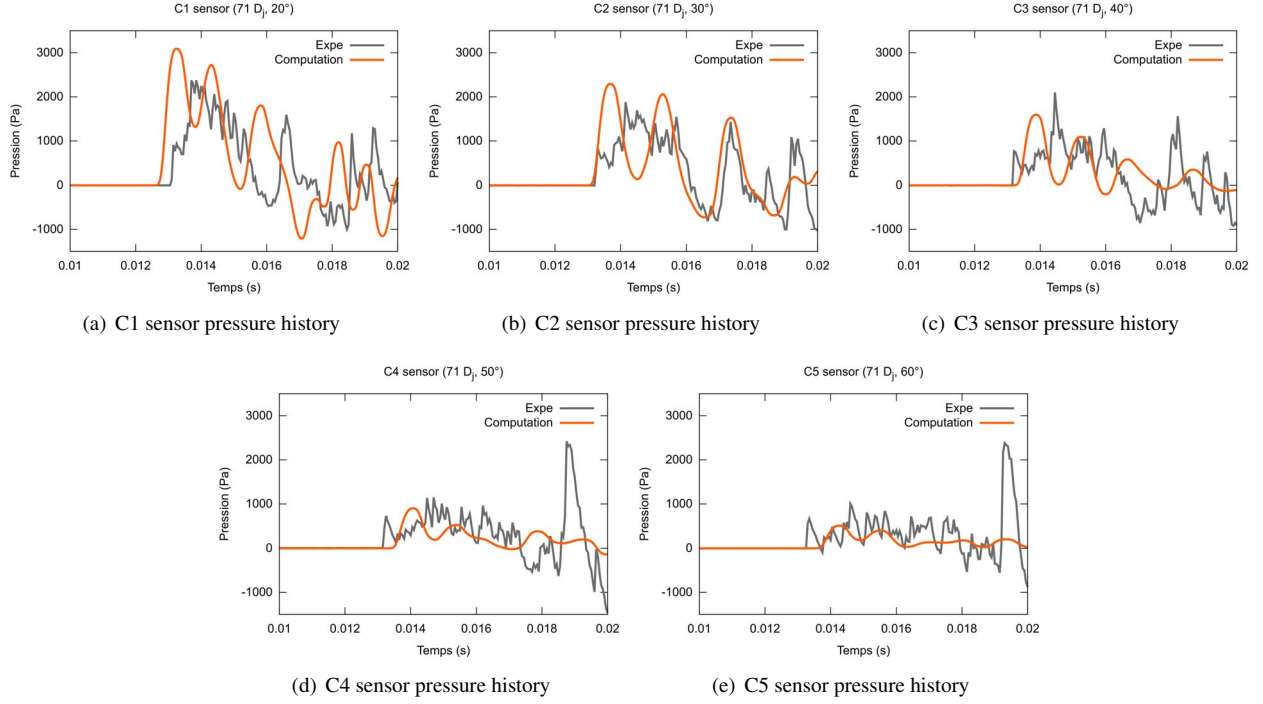 C1 sensor (71 Dj, 20°)
Pression (Pa)
3000
2000
1000
0
-1000
Expe
Computation
0.01 0.012 0.014 0.016 0.018 0.02
Temps (s)
(a) C1 sensor pressure history
C2 sensor (71 Dj, 30°)
Pression (Pa)
3000
2000
1000
0
-1000
Expe
Computation
0.01 0.012 0.014 0.016 0.018 0.02
Temps (s)
(b) C2 sensor pressure history
C3 sensor (71 Dj, 40°)
Pression (Pa)
3000
2000
1000
0
-1000
Expe
Computation
0.01 0.012 0.014 0.016 0.018 0.02
Temps (s)
(c) C3 sensor pressure history
C4 sensor (71 Dj, 50°)
Pression (Pa)
3000
2000
1000
0
-1000
Expe
Computation
0.01 0.012 0.014 0.016 0.018 0.02
Temps (s)
(d) C4 sensor pressure history
C5 sensor (71 Dj, 60°)
Pression (Pa)
3000
2000
1000
0
-1000
Expe
Computation
0.01 0.012 0.014 0.016 0.018 0.02
Temps (s)
(e) C5 sensor pressure history